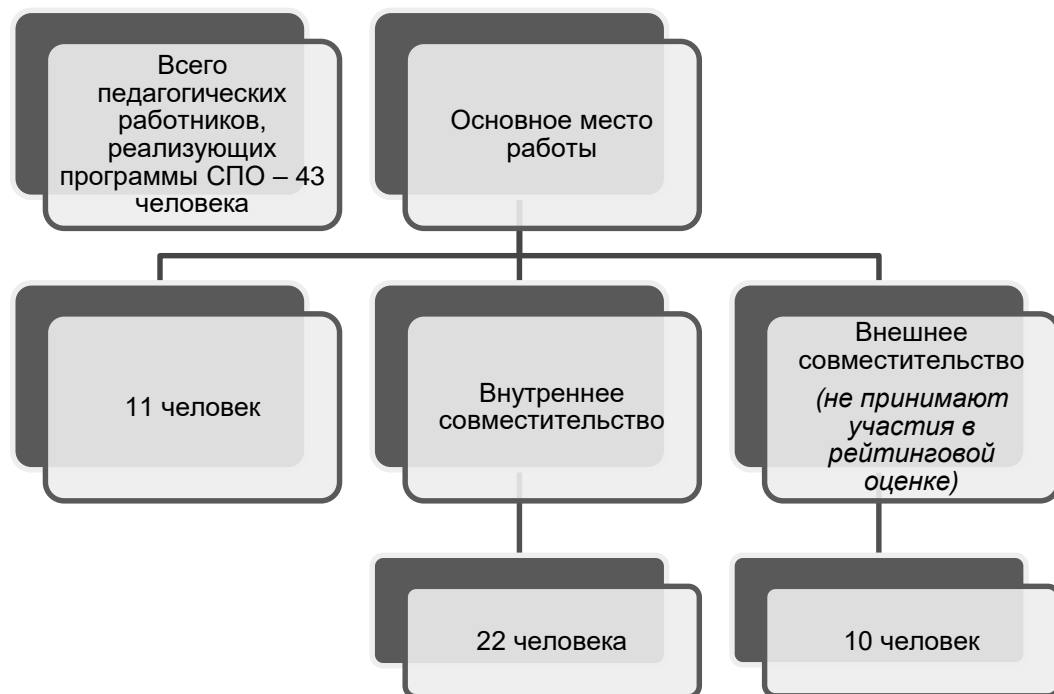 Всего
педагогических
работников,
реализующих
программы СПО – 43
человека
Основное место
работы
11 человек
Внутреннее
совместительство
Внешнее
совместительство
(не принимают
участия в
рейтинговой
оценке)
22 человека
10 человек